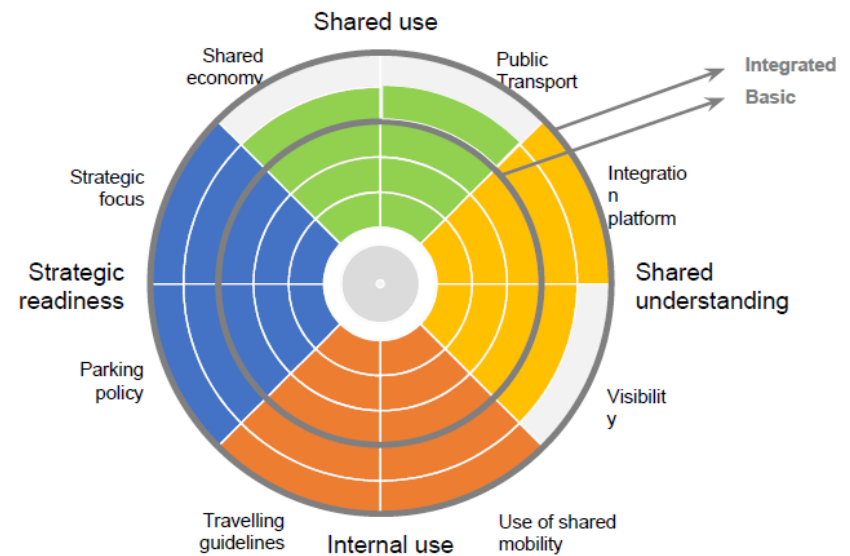 Shared use
Shared
economy
Public
Transport
Integrated
Basic
Strategic
focus
Integratio
n
platform
Strategic
readiness
Shared
understanding
Parking
policy
Visibilit
y
Travelling
guidelines
Internal use
Use of shared
mobility